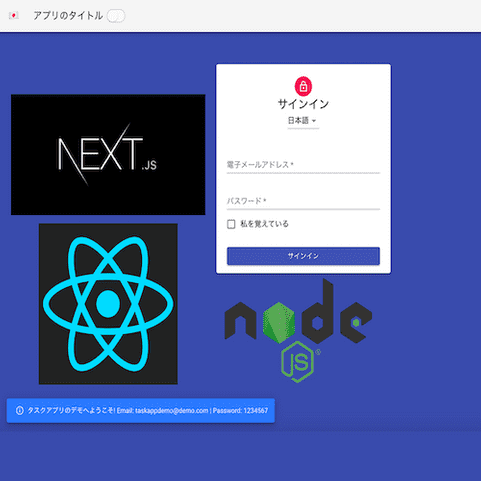 アプリのタイトル
サインイン
日本語
電子メールアドレス *
パスワード *
私を覚えている
サインイン
NEXT.JS
node
JS
タスクアプリのデモへようこそ! Email: taskappdemo@demo.com | Password: 1234567